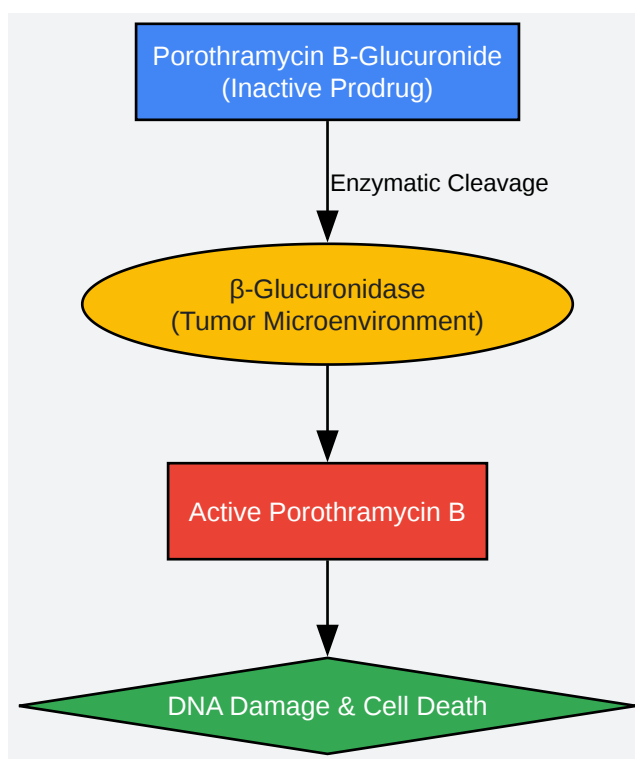 Porothramycin B-Glucuronide
(Inactive Prodrug)
Enzymatic Cleavage
β-Glucuronidase
(Tumor Microenvironment)
Active Porothramycin B
DNA Damage & Cell Death